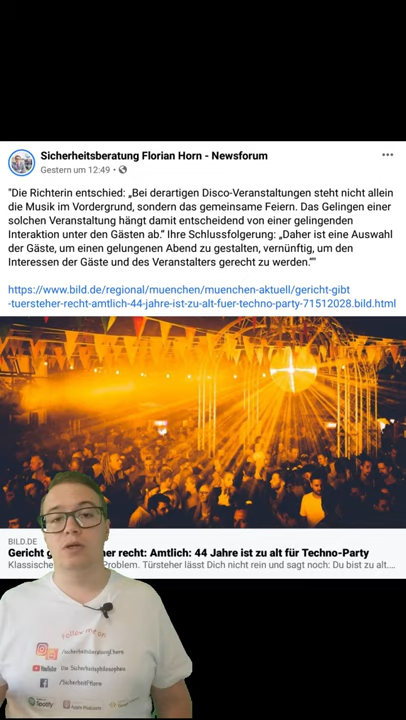 Sicherheitsberatung Florian Horn - Newsforum
Gestern um 12:49
"Die Richterin entschied: „Bei derartigen Disco-Veranstaltungen steht nicht allein
die Musik im Vordergrund, sondern das gemeinsame Feiern. Das Gelingen einer
solchen Veranstaltung hängt damit entscheidend von einer gelingenden
Interaktion unter den Gästen ab.“ Ihre Schlussfolgerung: „Daher ist eine Auswahl
der Gäste, um einen gelungenen Abend zu gestalten, vernünftig, um den
Interessen der Gäste und des Veranstalters gerecht zu werden.“"
https://www.bild.de/regional/muenchen/muenchen-aktuell/gericht-gibt
-tuersteher-recht-amtlich-44-jahre-ist-zu-alt-fuer-techno-party-71512028.bild.html
BILD.DE
Gericht g her recht: Amtlich: 44 Jahre ist zu alt für Techno-Party
Klassische Problem. Türsteher lässt Dich nicht rein und sagt noch: Du bist zu alt....
Follow me on
/sicherheitsberatungf.horn
YouTube Die Sicherheitsphilosophen
/SicherheitFHorn
Spotify
Apple Podcasts